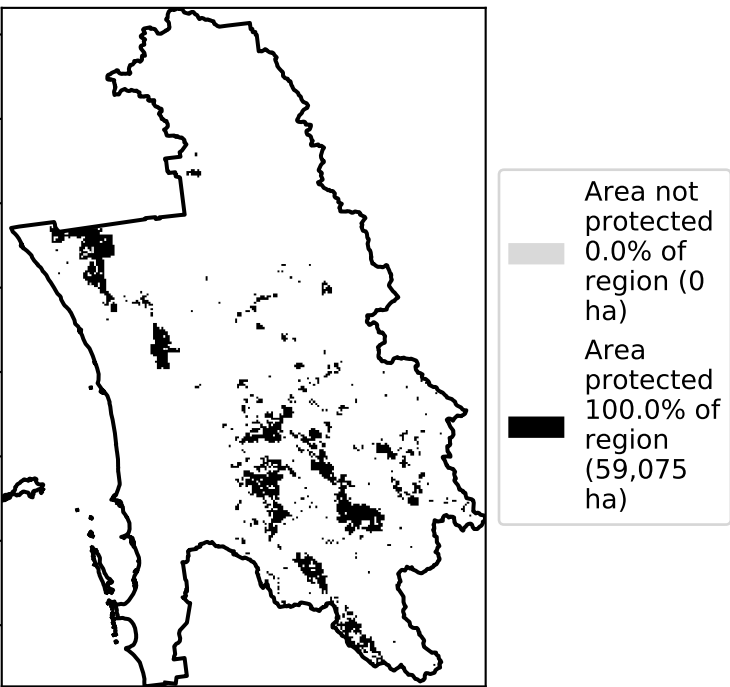 Area not
protected
0.0% of
region (0
ha)
Area
protected
100.0% of
region
(59,075
ha)